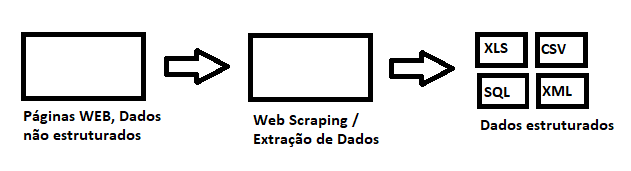 XLS
CSV
SQL
XML
Páginas WEB, Dados
não estruturados
Web Scraping /
Extração de Dados
Dados estruturados